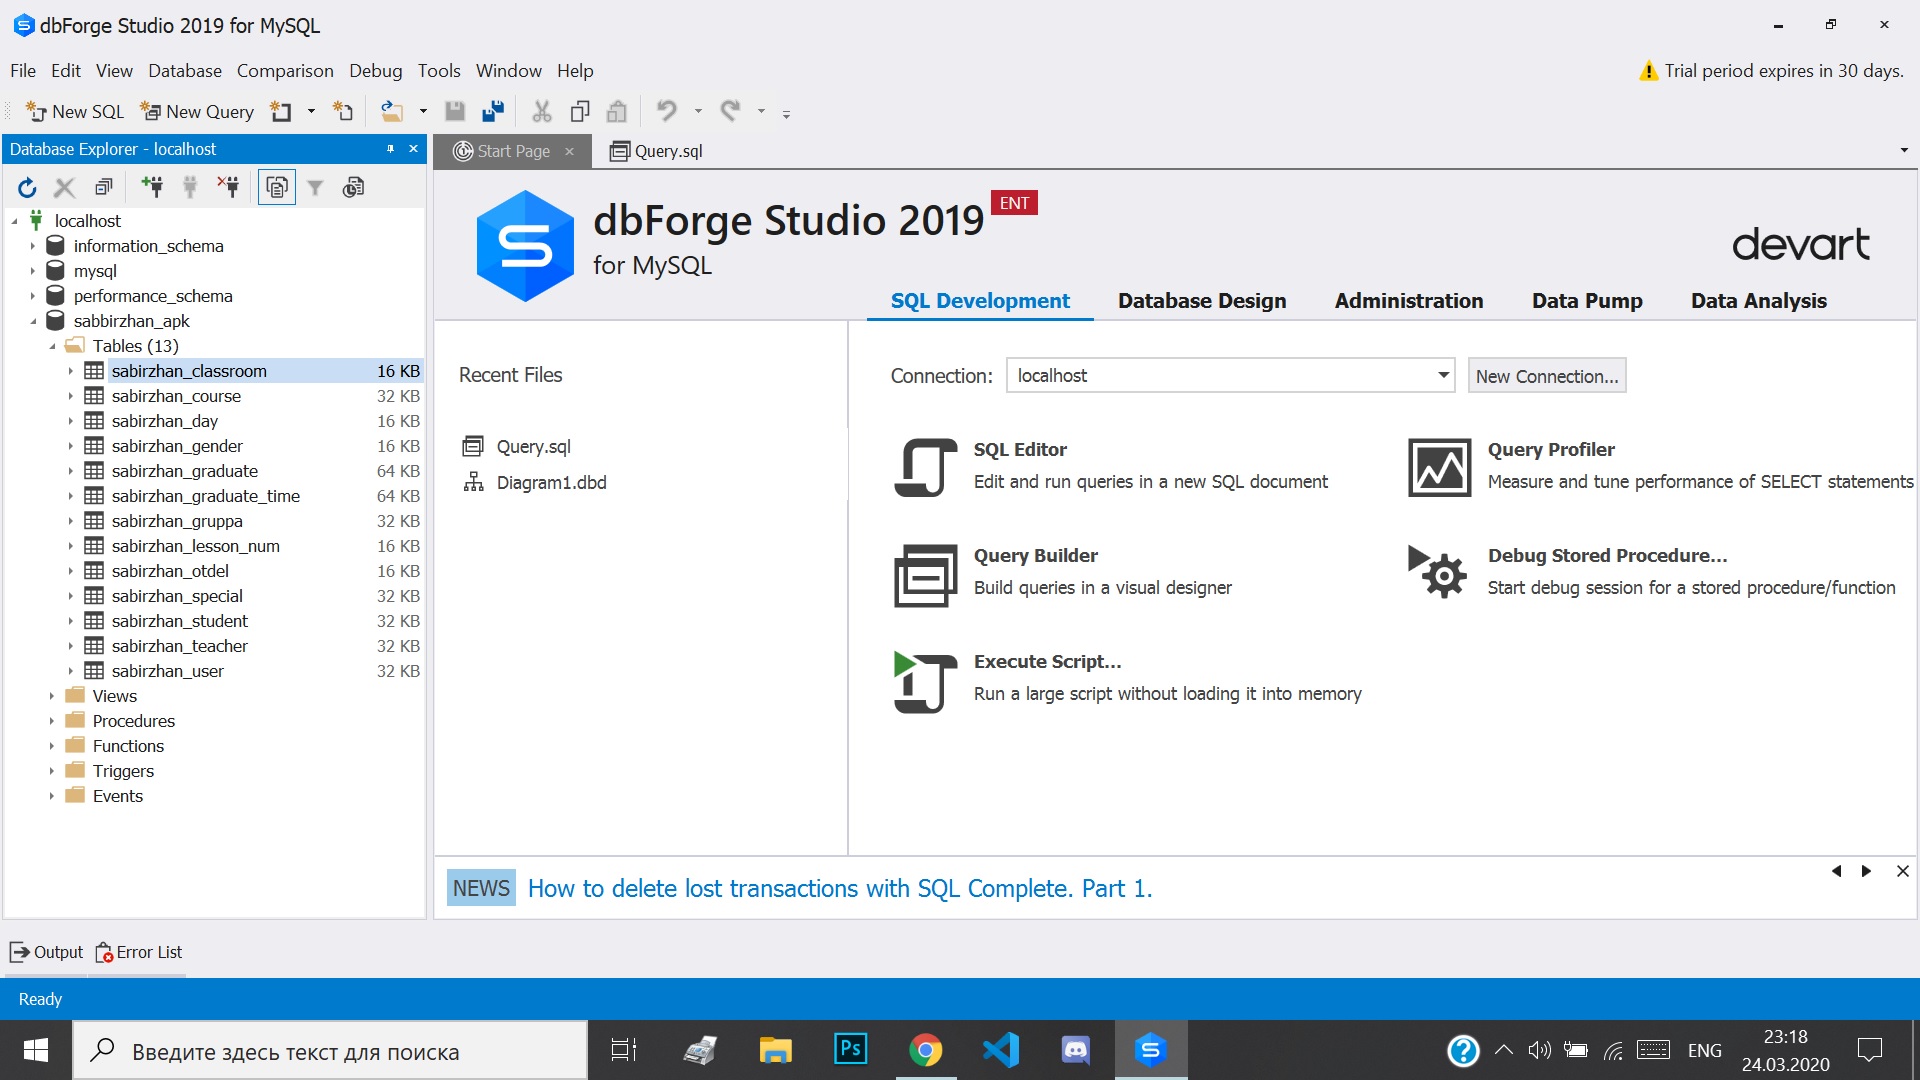 dbForge Studio 2019 for MySQL
File Edit View Database Comparison Debug Tools Window Help
Trial period expires in 30 days.
New SQL New Query
Database Explorer - localhost
Start Page
Query.sql
localhost
information_schema
mysql
performance_schema
sabbirzhan_apk
Tables (13)
sabirzhan_classroom 16 KB
sabirzhan_course 32 KB
sabirzhan_day 16 KB
sabirzhan_gender 16 KB
sabirzhan_graduate 64 KB
sabirzhan_graduate_time 64 KB
sabirzhan_gruppa 32 KB
sabirzhan_lesson_num 16 KB
sabirzhan_otdel 16 KB
sabirzhan_special 32 KB
sabirzhan_student 32 KB
sabirzhan_teacher 32 KB
sabirzhan_user 32 KB
Views
Procedures
Functions
Triggers
Events
dbForge Studio 2019 ENT
for MySQL
devart
SQL Development Database Design Administration Data Pump Data Analysis
Recent Files
Query.sql
Diagram1.dbd
Connection: localhost New Connection...
SQL Editor
Edit and run queries in a new SQL document
Query Profiler
Measure and tune performance of SELECT statements
Query Builder
Build queries in a visual designer
Debug Stored Procedure...
Start debug session for a stored procedure/function
Execute Script...
Run a large script without loading it into memory
NEWS How to delete lost transactions with SQL Complete. Part 1.
Output Error List
Ready
Введите здесь текст для поиска
Ps
ENG
23:18
24.03.2020